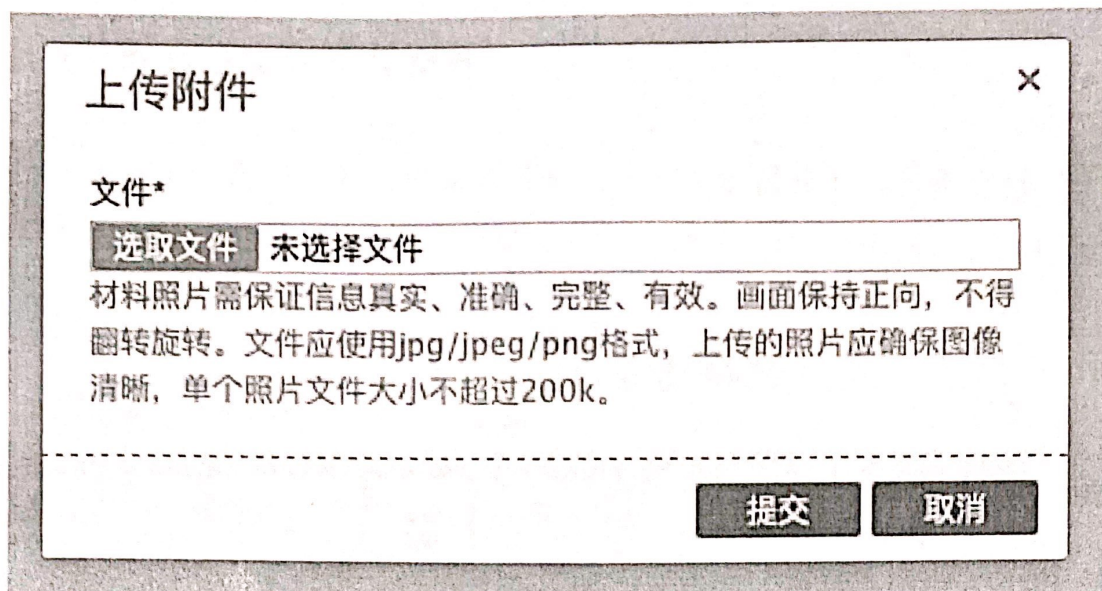 上传附件
×
文件*
选取文件 未选择文件
材料照片需保证信息真实、准确、完整、有效。画面保持正向，不得
翻转旋转。文件应使用jpg/jpeg/png格式，上传的照片应确保图像
清晰，单个照片文件大小不超过200k。
提交 取消